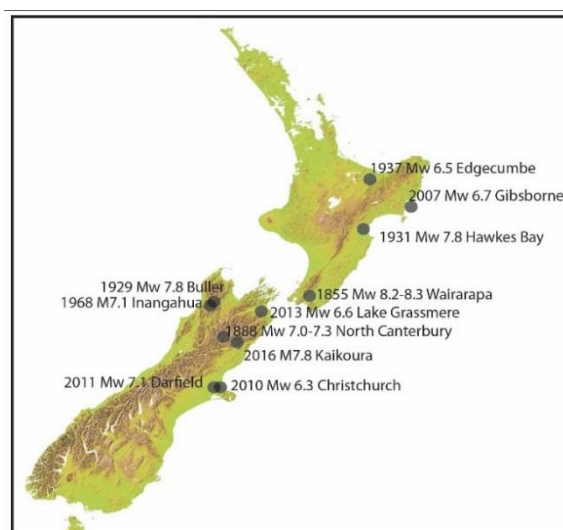 1937 Mw 6.5 Edgecumbe
2007 Mw 6.7 Gibsborne
1931 Mw 7.8 Hawkes Bay
1929 Mw 7.8 Buller
1855 Mw 8.2-8.3 Wairarapa
1968 M7.1 Inangahua
2013 Mw 6.6 Lake Grassmere
1888 Mw 7.0-7.3 North Canterbury
2016 M7.8 Kaikoura
2011 Mw 7.1 Darfield
2010 Mw 6.3 Christchurch